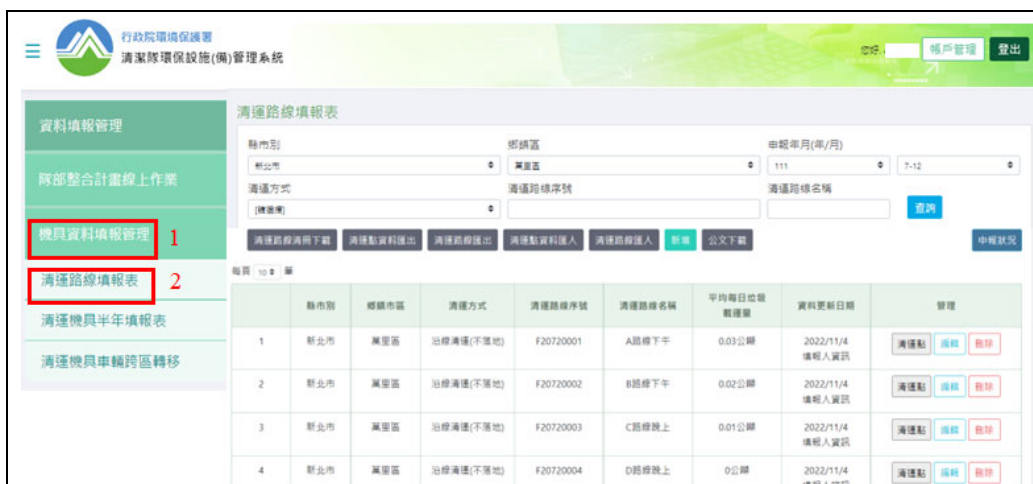 行政院環境保護署
清潔隊環保設施(備)管理系統
您好,
帳戶管理
登出
資料填報管理
隊部整合計畫線上作業
機具資料填報管理
1
清運路線填報表
2
清運機具半年填報表
清運機具車輛跨區轉移
清運路線填報表
縣市別 鄉鎮區 申報年月(年/月)
新北市 萬里區 111 7-12
清運方式 清運路線序號 清運路線名稱
[請選擇] 查詢
清運路線清冊下載 清運點資料匯出 清運路線匯出 清運點資料匯入 清運路線匯入 新增 公文下載 申報狀況
每頁 10 筆
縣市別 鄉鎮市區 清運方式 清運路線序號 清運路線名稱 平均每日垃圾載運量 資料更新日期 管理
1 新北市 萬里區 沿線清運(不落地) F20720001 A路線下午 0.03公噸 2022/11/4 填報人資訊 清運點 編輯 刪除
2 新北市 萬里區 沿線清運(不落地) F20720002 B路線下午 0.02公噸 2022/11/4 填報人資訊 清運點 編輯 刪除
3 新北市 萬里區 沿線清運(不落地) F20720003 C路線晚上 0.01公噸 2022/11/4 填報人資訊 清運點 編輯 刪除
4 新北市 萬里區 沿線清運(不落地) F20720004 D路線晚上 0公噸 2022/11/4 清運點 編輯 刪除